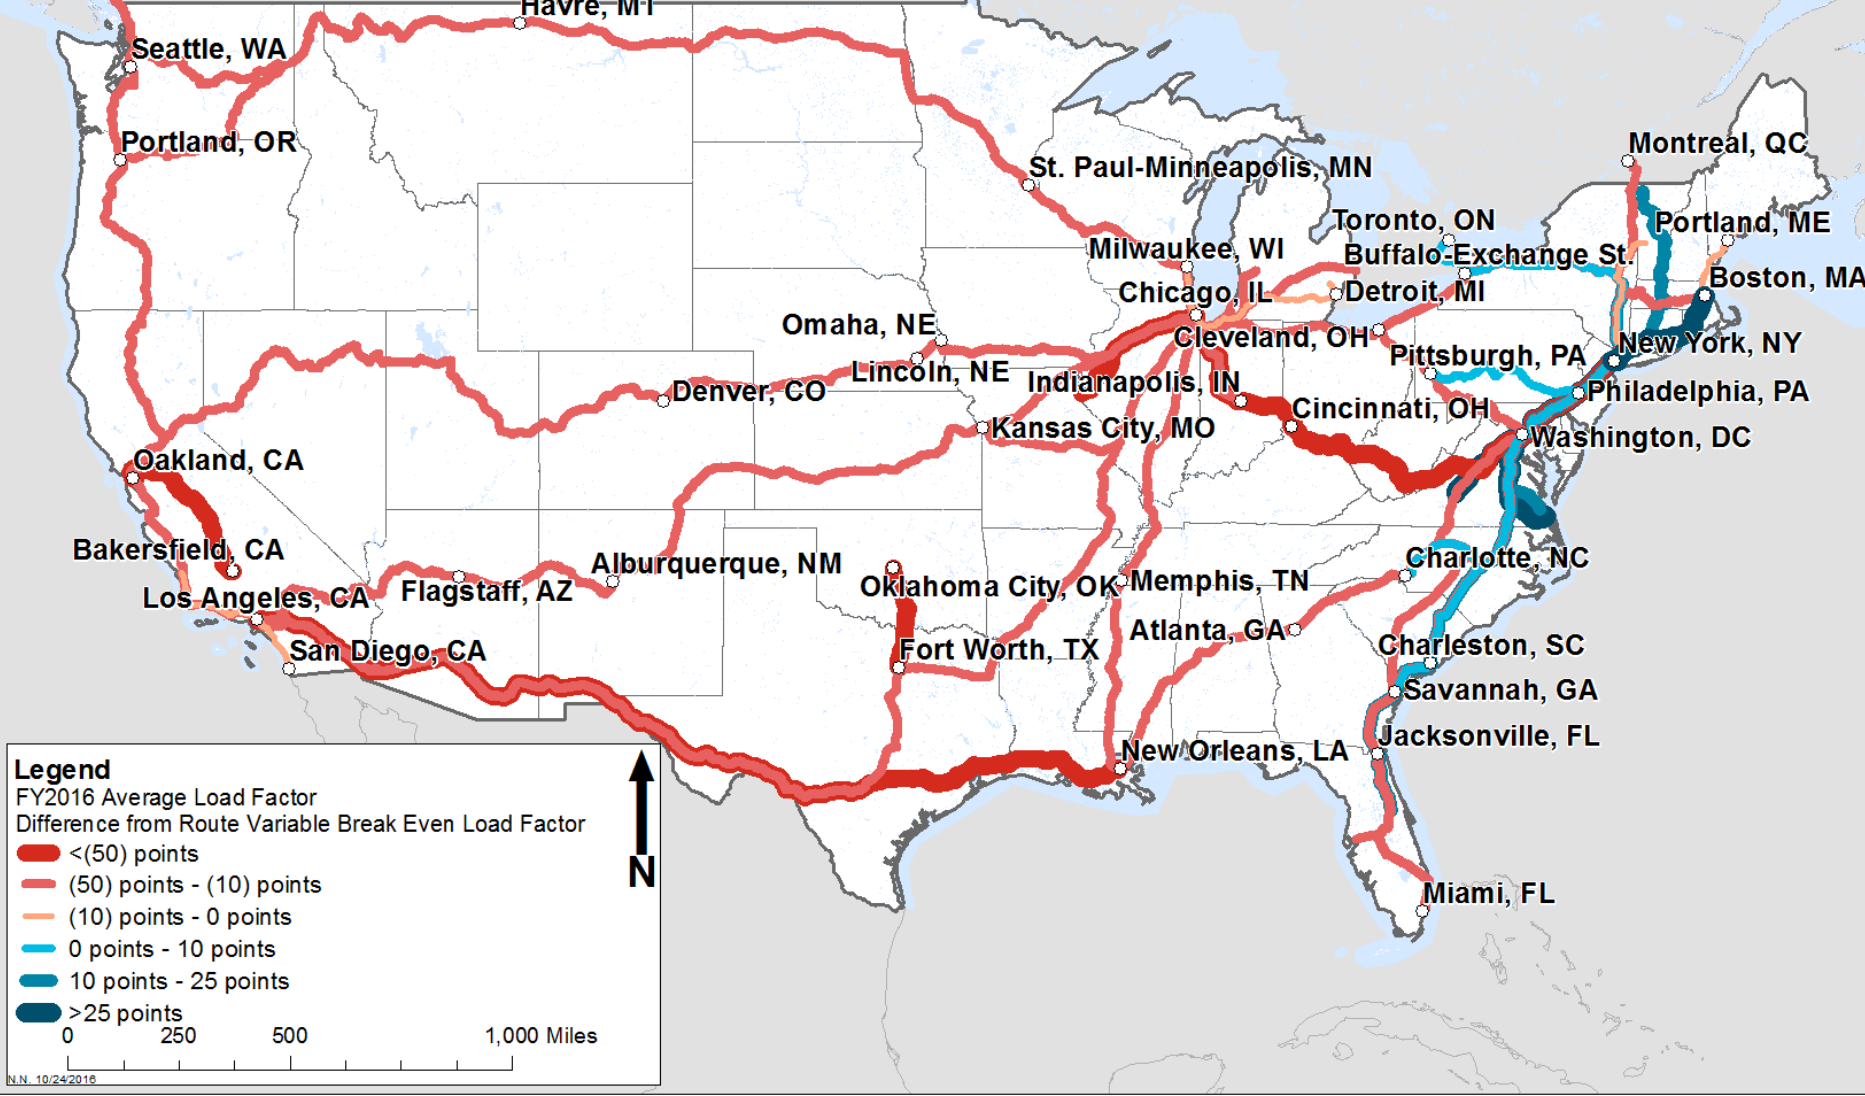 Havre, MT
Seattle, WA
Portland, OR
St. Paul-Minneapolis, MN
Montreal, QC
Toronto, ON
Portland, ME
Milwaukee, WI
Buffalo-Exchange St.
Boston, MA
Chicago, IL
Detroit, MI
Omaha, NE
Cleveland, OH
New York, NY
Lincoln, NE
Pittsburgh, PA
Indianapolis, IN
Denver, CO
Philadelphia, PA
Cincinnati, OH
Kansas City, MO
Washington, DC
Oakland, CA
Bakersfield, CA
Alburquerque, NM
Charlotte, NC
Flagstaff, AZ
Oklahoma City, OK
Memphis, TN
Los Angeles, CA
Atlanta, GA
San Diego, CA
Fort Worth, TX
Charleston, SC
Savannah, GA
Jacksonville, FL
New Orleans, LA
Miami, FL
Legend
FY2016 Average Load Factor
Difference from Route Variable Break Even Load Factor
<(50) points
(50) points - (10) points
(10) points - 0 points
0 points - 10 points
10 points - 25 points
>25 points
0 250 500 1,000 Miles
N
N.N. 10/24/2016